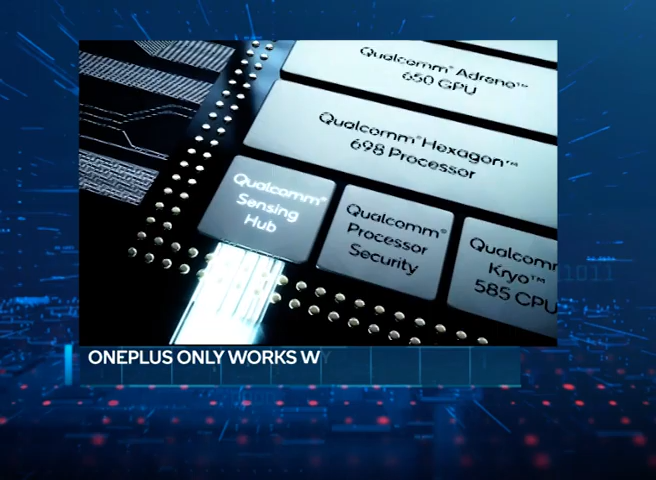 Qualcomm® Adreno™
650 GPU
Qualcomm® Hexagon™
698 Processor
Qualcomm®
Sensing
Hub
Qualcomm®
Processor
Security
Qualcomm
Kryo™
585 CPU
1011
ONEPLUS ONLY WORKS W